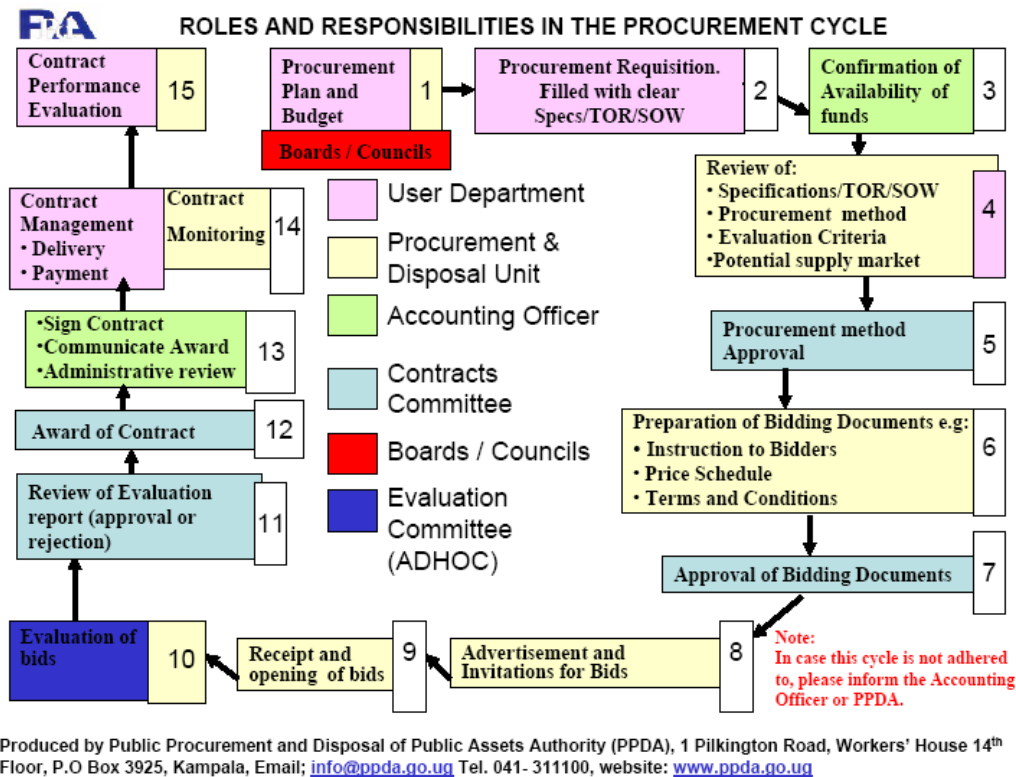 PPDA
ROLES AND RESPONSIBILITIES IN THE PROCUREMENT CYCLE
Procurement
Plan and
Budget
1
Boards / Councils
Procurement Requisition.
Filled with clear
Specs/TOR/SOW
2
Confirmation of
Availability of
funds
3
Review of:
• Specifications/TOR/SOW
• Procurement method
• Evaluation Criteria
•Potential supply market
4
Procurement method
Approval
5
Preparation of Bidding Documents e.g:
• Instruction to Bidders
• Price Schedule
• Terms and Conditions
6
Approval of Bidding Documents
7
Advertisement and
Invitations for Bids
8
Receipt and
opening of bids
9
Evaluation of
bids
10
Review of Evaluation
report (approval or
rejection)
11
Award of Contract
12
•Sign Contract
•Communicate Award
•Administrative review
13
Contract
Management
• Delivery
• Payment
Contract
Monitoring
14
Contract
Performance
Evaluation
15
User Department
Procurement &
Disposal Unit
Accounting Officer
Contracts
Committee
Boards / Councils
Evaluation
Committee
(ADHOC)
Note:
In case this cycle is not adhered
to, please inform the Accounting
Officer or PPDA.
Produced by Public Procurement and Disposal of Public Assets Authority (PPDA), 1 Pilkington Road, Workers' House 14th
Floor, P.O Box 3925, Kampala, Email; info@ppda.go.ug Tel. 041- 311100, website: www.ppda.go.ug